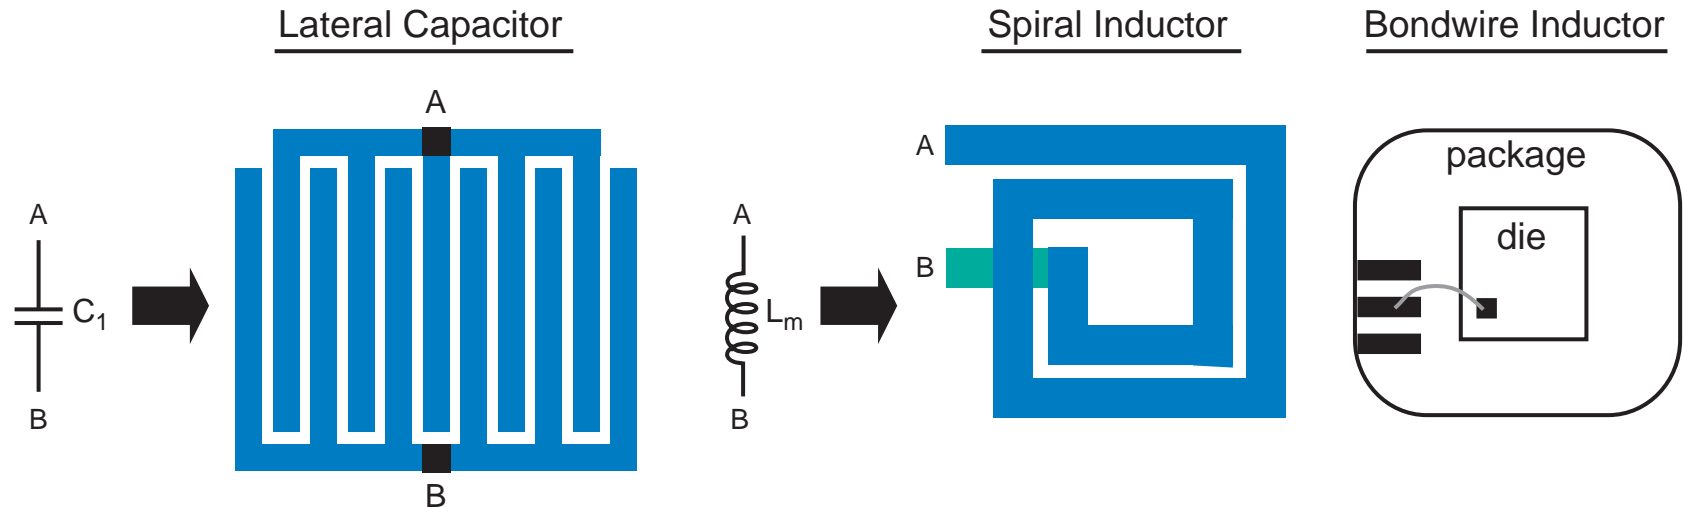 Lateral Capacitor
Spiral Inductor
Bondwire Inductor
A
C1
B
A
B
A
Lm
B
A
B
package
die